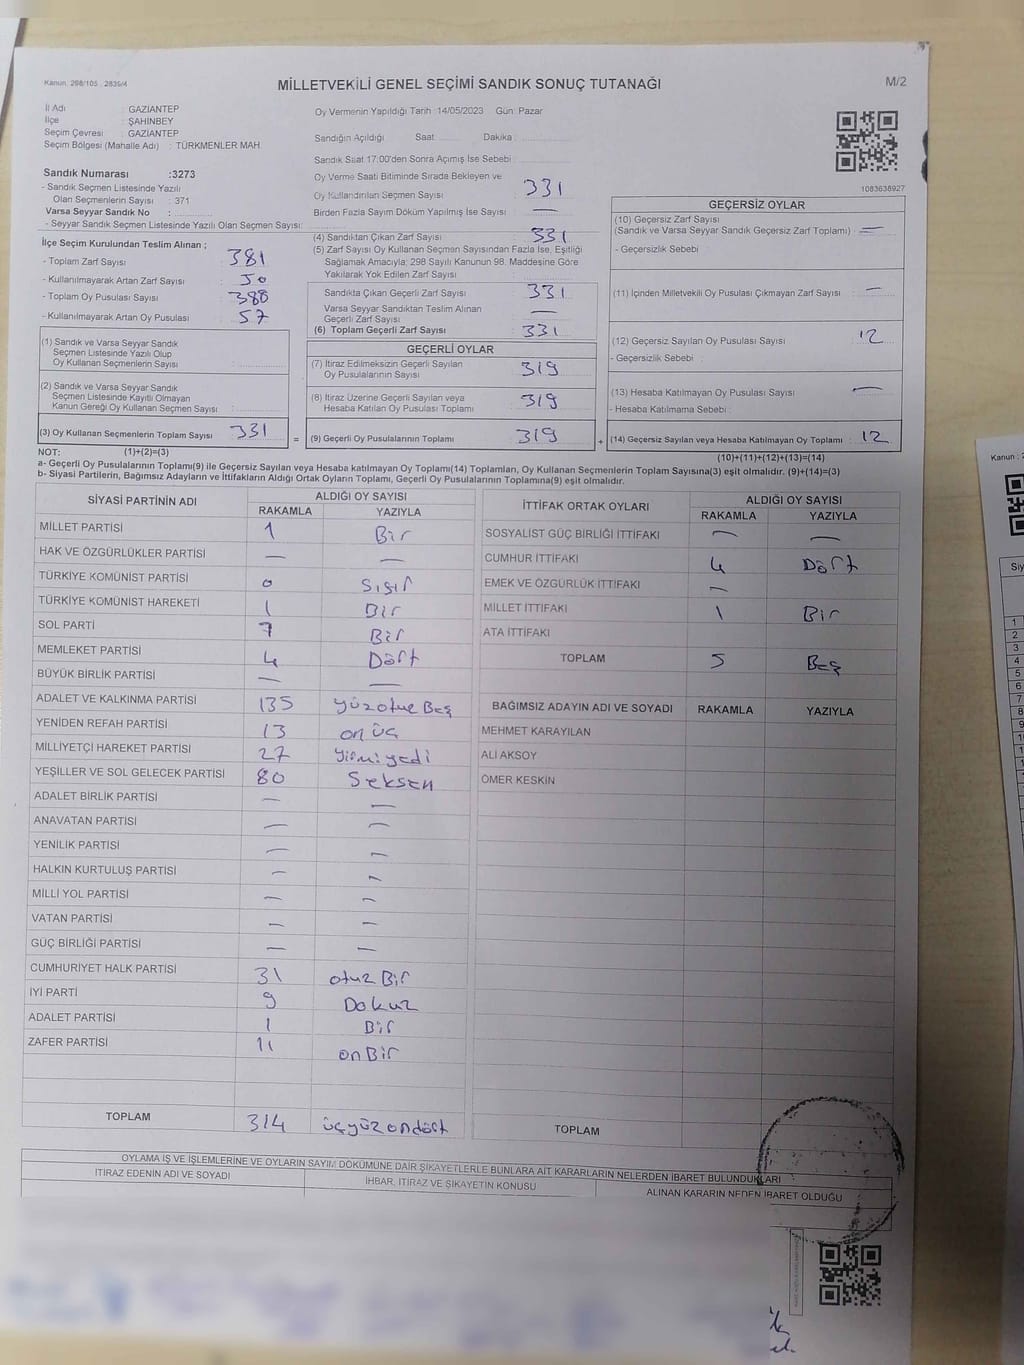 Kanun: 298/105 , 2839/4
MİLLETVEKİLİ GENEL SEÇİMİ SANDIK SONUÇ TUTANAĞI
M/2
İl Adı : GAZİANTEP
İlçe : ŞAHİNBEY
Seçim Çevresi : GAZİANTEP
Seçim Bölgesi (Mahalle Adı) : TÜRKMENLER MAH.
Sandık Numarası :3273
- Sandık Seçmen Listesinde Yazılı
Olan Seçmenlerin Sayısı : 371
Varsa Seyyar Sandık No :
- Seyyar Sandık Seçmen Listesinde Yazılı Olan Seçmen Sayısı:
Oy Vermenin Yapıldığı Tarih :14/05/2023 Gün: Pazar
Sandığın Açıldığı Saat Dakika :
Sandık Saat 17:00'den Sonra Açımış İse Sebebi :
Oy Verme Saati Bitiminde Sırada Bekleyen ve
Oy Kullandırılan Seçmen Sayısı : 331
Birden Fazla Sayım Döküm Yapılmış İse Sayısı : —
1083638927
İlçe Seçim Kurulundan Teslim Alınan ;
- Toplam Zarf Sayısı : 381
- Kullanılmayarak Artan Zarf Sayısı : 50
- Toplam Oy Pusulası Sayısı : 388
- Kullanılmayarak Artan Oy Pusulası : 57
(1) Sandık ve Varsa Seyyar Sandık
Seçmen Listesinde Yazılı Olup
Oy Kullanan Seçmenlerin Sayısı :
(2) Sandık ve Varsa Seyyar Sandık
Seçmen Listesinde Kayıtlı Olmayan
Kanun Gereği Oy Kullanan Seçmen Sayısı :
(3) Oy Kullanan Seçmenlerin Toplam Sayısı : 331
(1)+(2)=(3)
(4) Sandıktan Çıkan Zarf Sayısı : 331
(5) Zarf Sayısı Oy Kullanan Seçmen Sayısından Fazla İse, Eşitliği
Sağlamak Amacıyla; 298 Sayılı Kanunun 98. Maddesine Göre
Yakılarak Yok Edilen Zarf Sayısı :
Sandıkta Çıkan Geçerli Zarf Sayısı : 331
Varsa Seyyar Sandıktan Teslim Alınan
Geçerli Zarf Sayısı : —
(6) Toplam Geçerli Zarf Sayısı : 331
GEÇERLİ OYLAR
(7) İtiraz Edilmeksizin Geçerli Sayılan
Oy Pusulalarının Sayısı : 319
(8) İtiraz Üzerine Geçerli Sayılan veya
Hesaba Katılan Oy Pusulası Toplamı : 319
= (9) Geçerli Oy Pusulalarının Toplamı : 319
GEÇERSİZ OYLAR
(10) Geçersiz Zarf Sayısı
(Sandık ve Varsa Seyyar Sandık Geçersiz Zarf Toplamı) : —
- Geçersizlik Sebebi :
(11) İçinden Milletvekili Oy Pusulası Çıkmayan Zarf Sayısı : —
(12) Geçersiz Sayılan Oy Pusulası Sayısı : 12
- Geçersizlik Sebebi :
(13) Hesaba Katılmayan Oy Pusulası Sayısı : —
- Hesaba Katılmama Sebebi :
+ (14) Geçersiz Sayılan veya Hesaba Katılmayan Oy Toplamı : 12
(10)+(11)+(12)+(13)=(14)
NOT:
a- Geçerli Oy Pusulalarının Toplamı(9) ile Geçersiz Sayılan veya Hesaba katılmayan Oy Toplamı(14) Toplamları, Oy Kullanan Seçmenlerin Toplam Sayısına(3) eşit olmalıdır. (9)+(14)=(3)
b- Siyasi Partilerin, Bağımsız Adayların ve İttifakların Aldığı Ortak Oyların Toplamı, Geçerli Oy Pusulalarının Toplamına(9) eşit olmalıdır.
SİYASİ PARTİNİN ADI ALDIĞI OY SAYISI
RAKAMLA YAZIYLA
MİLLET PARTİSİ 1 Bir
HAK VE ÖZGÜRLÜKLER PARTİSİ — —
TÜRKİYE KOMÜNİST PARTİSİ 0 Sısır
TÜRKİYE KOMÜNİST HAREKETİ 1 Bir
SOL PARTİ 7 Bir
MEMLEKET PARTİSİ 4 Dört
BÜYÜK BİRLİK PARTİSİ — —
ADALET VE KALKINMA PARTİSİ 135 yüzotuz Beş
YENİDEN REFAH PARTİSİ 13 on üç
MİLLİYETÇİ HAREKET PARTİSİ 27 yirmiyedi
YEŞİLLER VE SOL GELECEK PARTİSİ 80 Seksen
ADALET BİRLİK PARTİSİ — —
ANAVATAN PARTİSİ — —
YENİLİK PARTİSİ — —
HALKIN KURTULUŞ PARTİSİ — —
MİLLİ YOL PARTİSİ — —
VATAN PARTİSİ — —
GÜÇ BİRLİĞİ PARTİSİ — —
CUMHURİYET HALK PARTİSİ 31 otuz Bir
İYİ PARTİ 9 Dokuz
ADALET PARTİSİ 1 Bir
ZAFER PARTİSİ 11 on Bir
TOPLAM 314 üçyüz ondört
İTTİFAK ORTAK OYLARI ALDIĞI OY SAYISI
RAKAMLA YAZIYLA
SOSYALİST GÜÇ BİRLİĞİ İTTİFAKI — —
CUMHUR İTTİFAKI 4 Dört
EMEK VE ÖZGÜRLÜK İTTİFAKI —
MİLLET İTTİFAKI 1 Bir
ATA İTTİFAKI
TOPLAM 5 Beş
BAĞIMSIZ ADAYIN ADI VE SOYADI RAKAMLA YAZIYLA
MEHMET KARAYILAN
ALİ AKSOY
ÖMER KESKİN
TOPLAM
OYLAMA İŞ VE İŞLEMLERİNE VE OYLARIN SAYIM DÖKÜMÜNE DAİR ŞİKAYETLERLE BUNLARA AİT KARARLARIN NELERDEN İBARET BULUNDUKLARI
İTİRAZ EDENİN ADI VE SOYADI İHBAR, İTİRAZ VE ŞİKAYETİN KONUSU ALINAN KARARIN NEDEN İBARET OLDUĞU
Kanun : 2
Siy
1
2
3
4
5
6
7
8